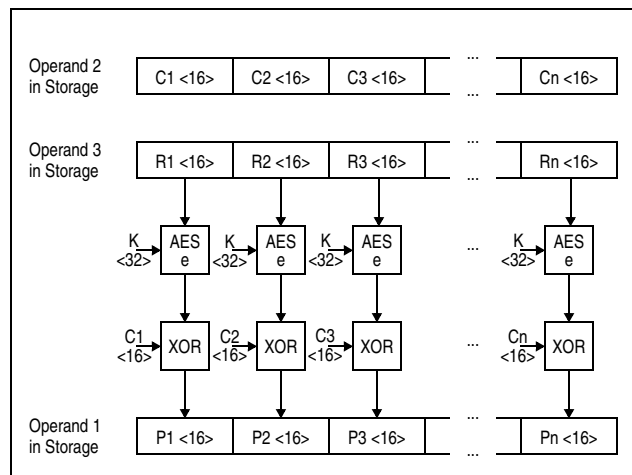 Operand 2
in Storage
C1 <16> C2 <16> C3 <16> ... ... Cn <16>
Operand 3
in Storage
R1 <16> R2 <16> R3 <16> ... ... Rn <16>
K
<32>
AES
e
K
<32>
AES
e
K
<32>
AES
e
...
K
<32>
AES
e
C1
<16>
XOR
C2
<16>
XOR
C3
<16>
XOR
...
Cn
<16>
XOR
Operand 1
in Storage
P1 <16> P2 <16> P3 <16> ... ... Pn <16>